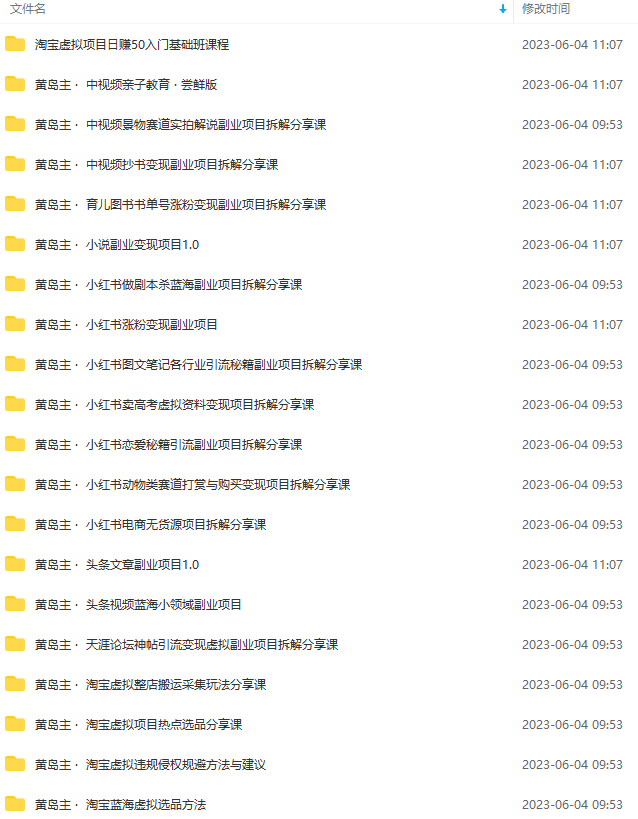 文件名 修改时间
淘宝虚拟项目日赚50入门基础班课程 2023-06-04 11:07
黄岛主· 中视频亲子教育·尝鲜版 2023-06-04 11:07
黄岛主· 中视频景物赛道实拍解说副业项目拆解分享课 2023-06-04 09:53
黄岛主· 中视频抄书变现副业项目拆解分享课 2023-06-04 11:07
黄岛主· 育儿图书书单号涨粉变现副业项目拆解分享课 2023-06-04 11:07
黄岛主· 小说副业变现项目1.0 2023-06-04 11:07
黄岛主· 小红书做剧本杀蓝海副业项目拆解分享课 2023-06-04 09:53
黄岛主· 小红书涨粉变现副业项目 2023-06-04 11:07
黄岛主· 小红书图文笔记各行业引流秘籍副业项目拆解分享课 2023-06-04 09:53
黄岛主· 小红书卖高考虚拟资料变现项目拆解分享课 2023-06-04 09:53
黄岛主· 小红书恋爱秘籍引流副业项目拆解分享课 2023-06-04 09:53
黄岛主· 小红书动物类赛道打赏与购买变现项目拆解分享课 2023-06-04 09:53
黄岛主· 小红书电商无货源项目拆解分享课 2023-06-04 09:53
黄岛主· 头条文章副业项目1.0 2023-06-04 11:07
黄岛主· 头条视频蓝海小领域副业项目 2023-06-04 09:53
黄岛主· 天涯论坛神帖引流变现虚拟副业项目拆解分享课 2023-06-04 09:53
黄岛主· 淘宝虚拟整店搬运采集玩法分享课 2023-06-04 09:53
黄岛主· 淘宝虚拟项目热点选品分享课 2023-06-04 09:53
黄岛主· 淘宝虚拟违规侵权规避方法与建议 2023-06-04 09:53
黄岛主· 淘宝蓝海虚拟选品方法 2023-06-04 09:53